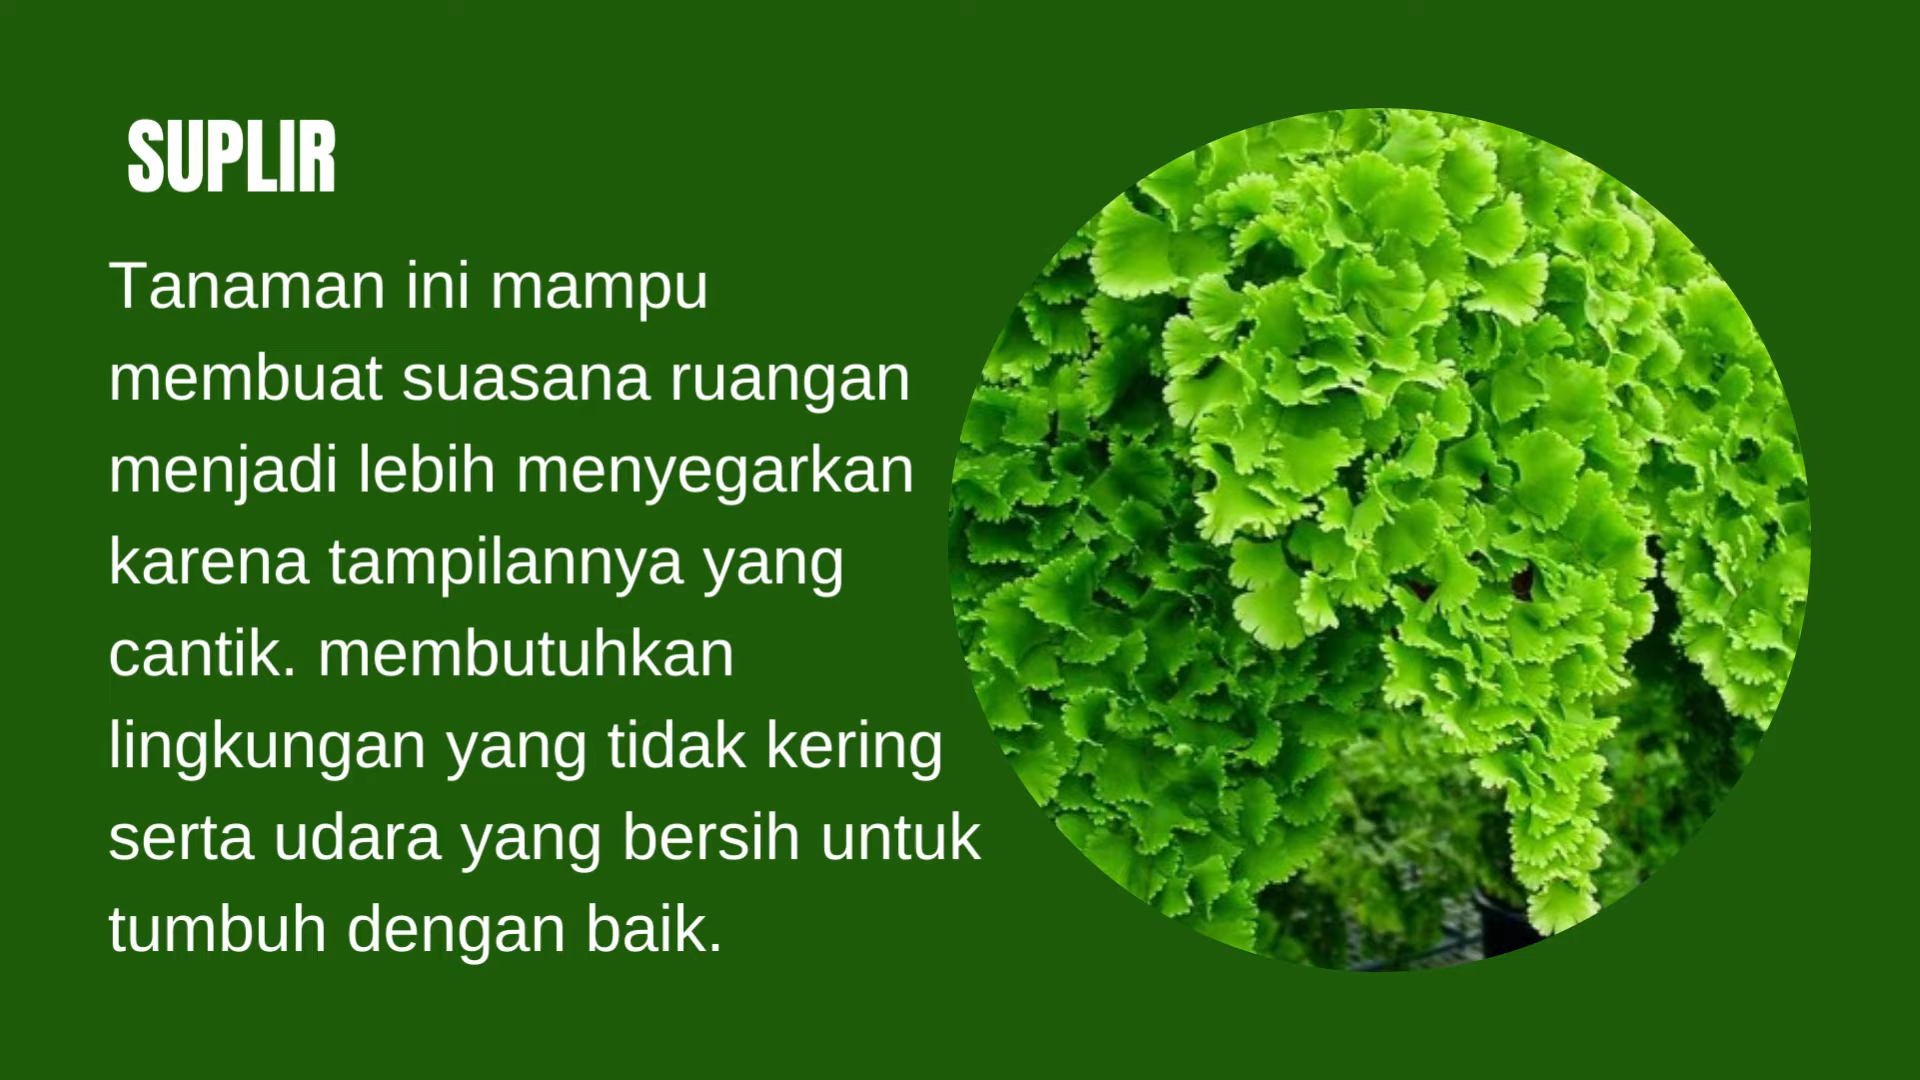 SUPLIR
Tanaman ini mampu
membuat suasana ruangan
menjadi lebih menyegarkan
karena tampilannya yang
cantik. membutuhkan
lingkungan yang tidak kering
serta udara yang bersih untuk
tumbuh dengan baik.